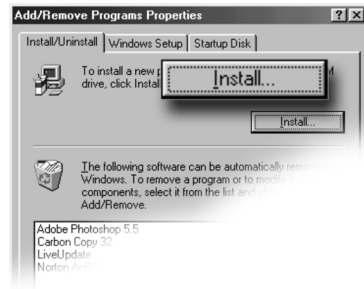 Add/Remove Programs Properties
Install/Uninstall Windows Setup Startup Disk
To install a new
drive, click Instal
Install...
Install...
The following software can be automatically
Windows. To remove a program or to modify
components, select it from the list and
Add/Remove.
Adobe Photoshop 5.5
Carbon Copy 32
LiveUpdate
Norton